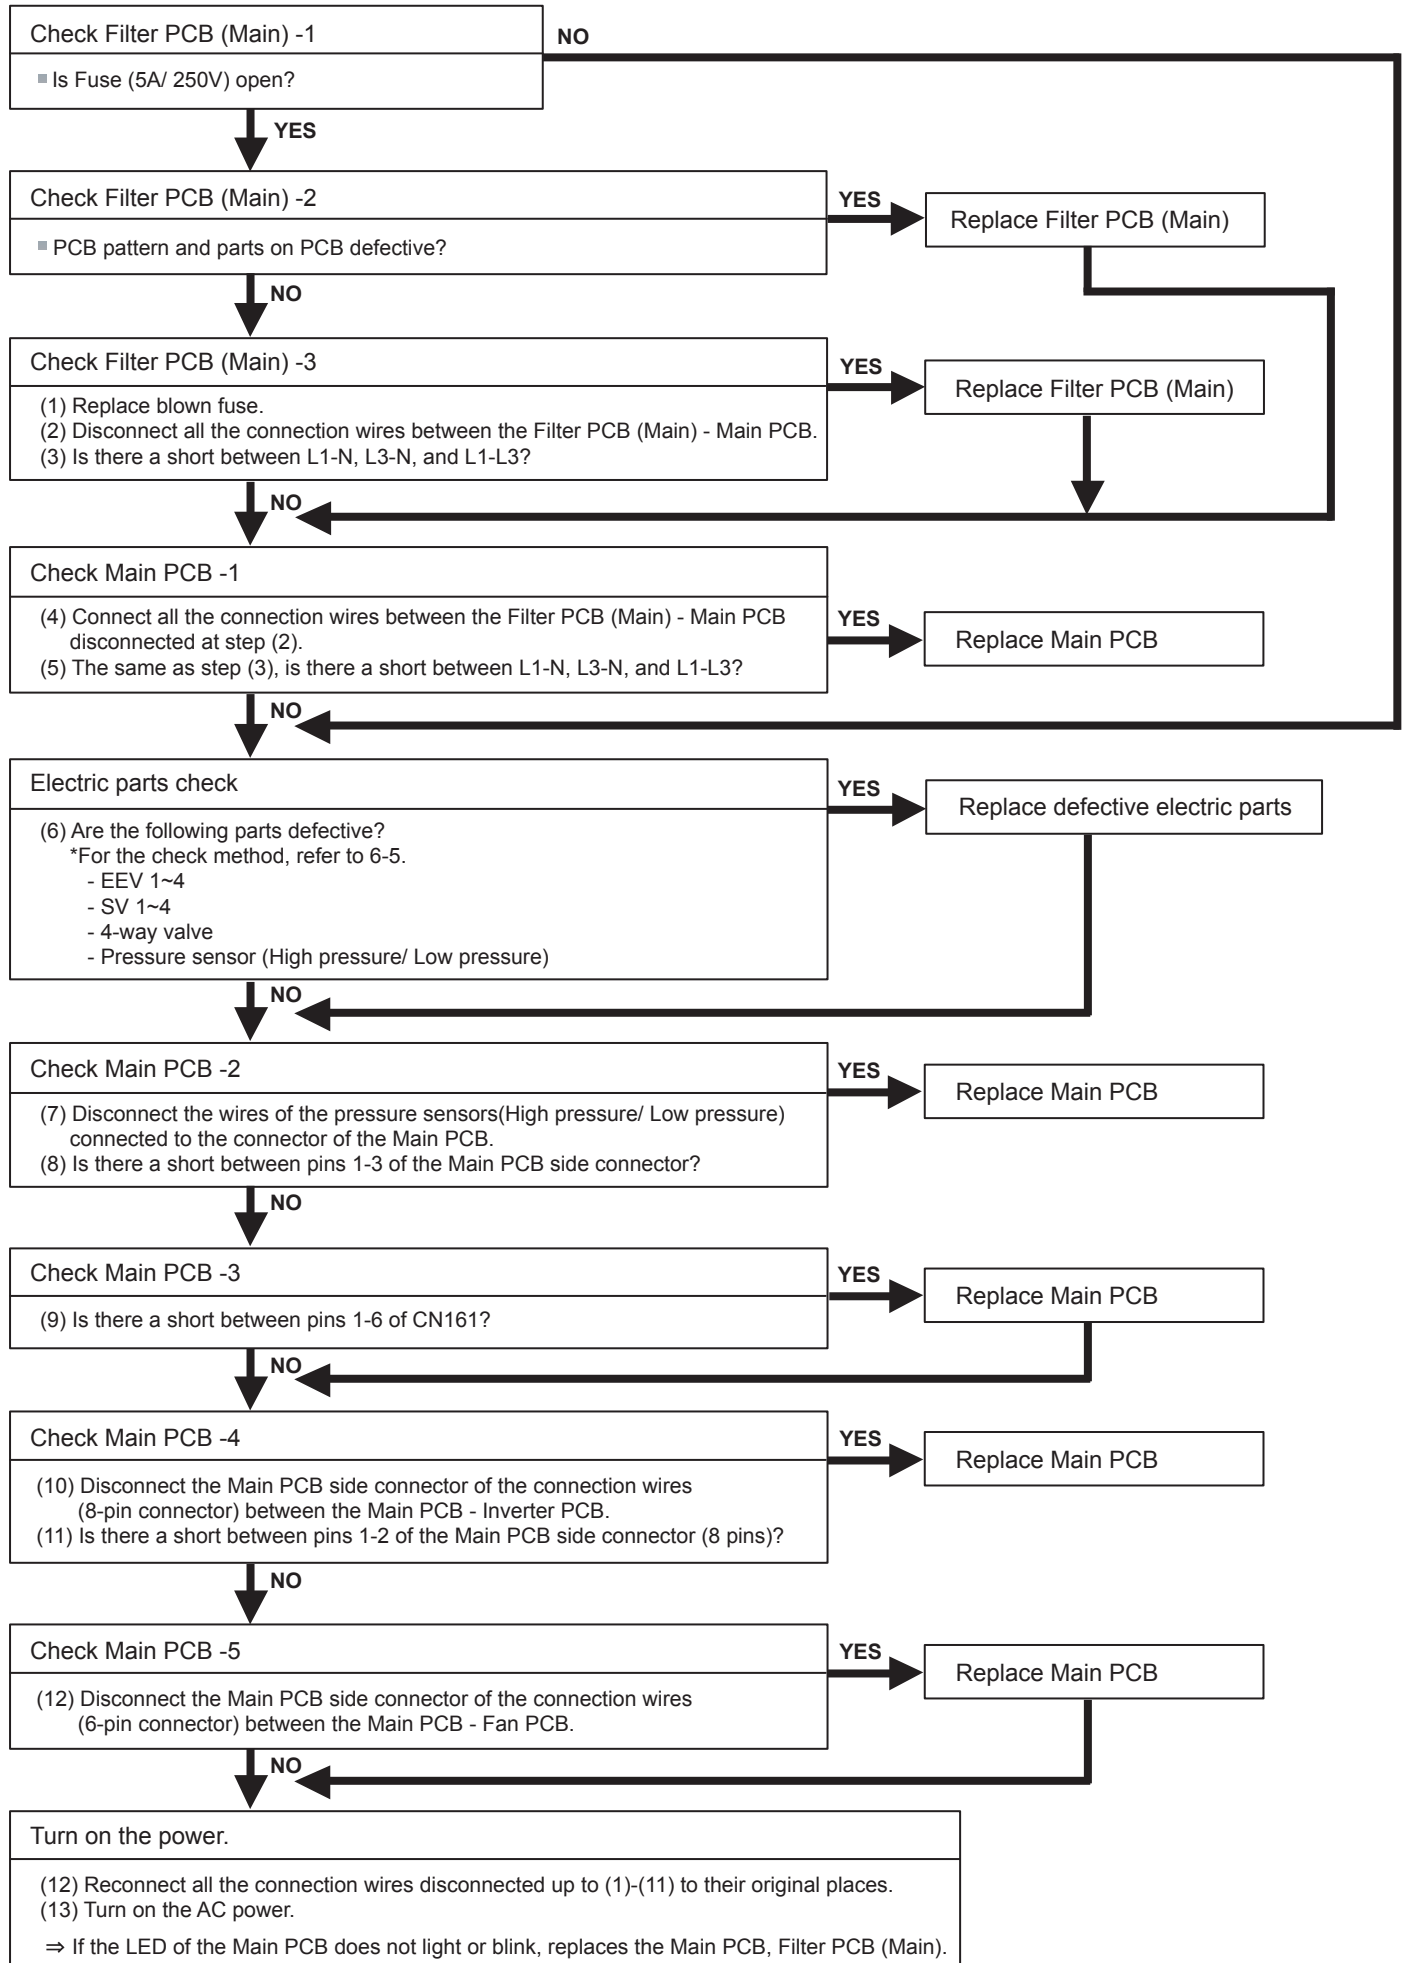 Check Filter PCB (Main) -1
NO
Is Fuse (5A/ 250V) open?
YES
Check Filter PCB (Main) -2
YES
Replace Filter PCB (Main)
PCB pattern and parts on PCB defective?
NO
Check Filter PCB (Main) -3
YES
Replace Filter PCB (Main)
(1) Replace blown fuse.
(2) Disconnect all the connection wires between the Filter PCB (Main) - Main PCB.
(3) Is there a short between L1-N, L3-N, and L1-L3?
NO
Check Main PCB -1
(4) Connect all the connection wires between the Filter PCB (Main) - Main PCB
disconnected at step (2).
(5) The same as step (3), is there a short between L1-N, L3-N, and L1-L3?
YES
Replace Main PCB
NO
Electric parts check
YES
Replace defective electric parts
(6) Are the following parts defective?
*For the check method, refer to 6-5.
- EEV 1~4
- SV 1~4
- 4-way valve
- Pressure sensor (High pressure/ Low pressure)
NO
Check Main PCB -2
YES
Replace Main PCB
(7) Disconnect the wires of the pressure sensors(High pressure/ Low pressure)
connected to the connector of the Main PCB.
(8) Is there a short between pins 1-3 of the Main PCB side connector?
NO
Check Main PCB -3
YES
Replace Main PCB
(9) Is there a short between pins 1-6 of CN161?
NO
Check Main PCB -4
YES
Replace Main PCB
(10) Disconnect the Main PCB side connector of the connection wires
(8-pin connector) between the Main PCB - Inverter PCB.
(11) Is there a short between pins 1-2 of the Main PCB side connector (8 pins)?
NO
Check Main PCB -5
YES
Replace Main PCB
(12) Disconnect the Main PCB side connector of the connection wires
(6-pin connector) between the Main PCB - Fan PCB.
NO
Turn on the power.
(12) Reconnect all the connection wires disconnected up to (1)-(11) to their original places.
(13) Turn on the AC power.
⇒ If the LED of the Main PCB does not light or blink, replaces the Main PCB, Filter PCB (Main).